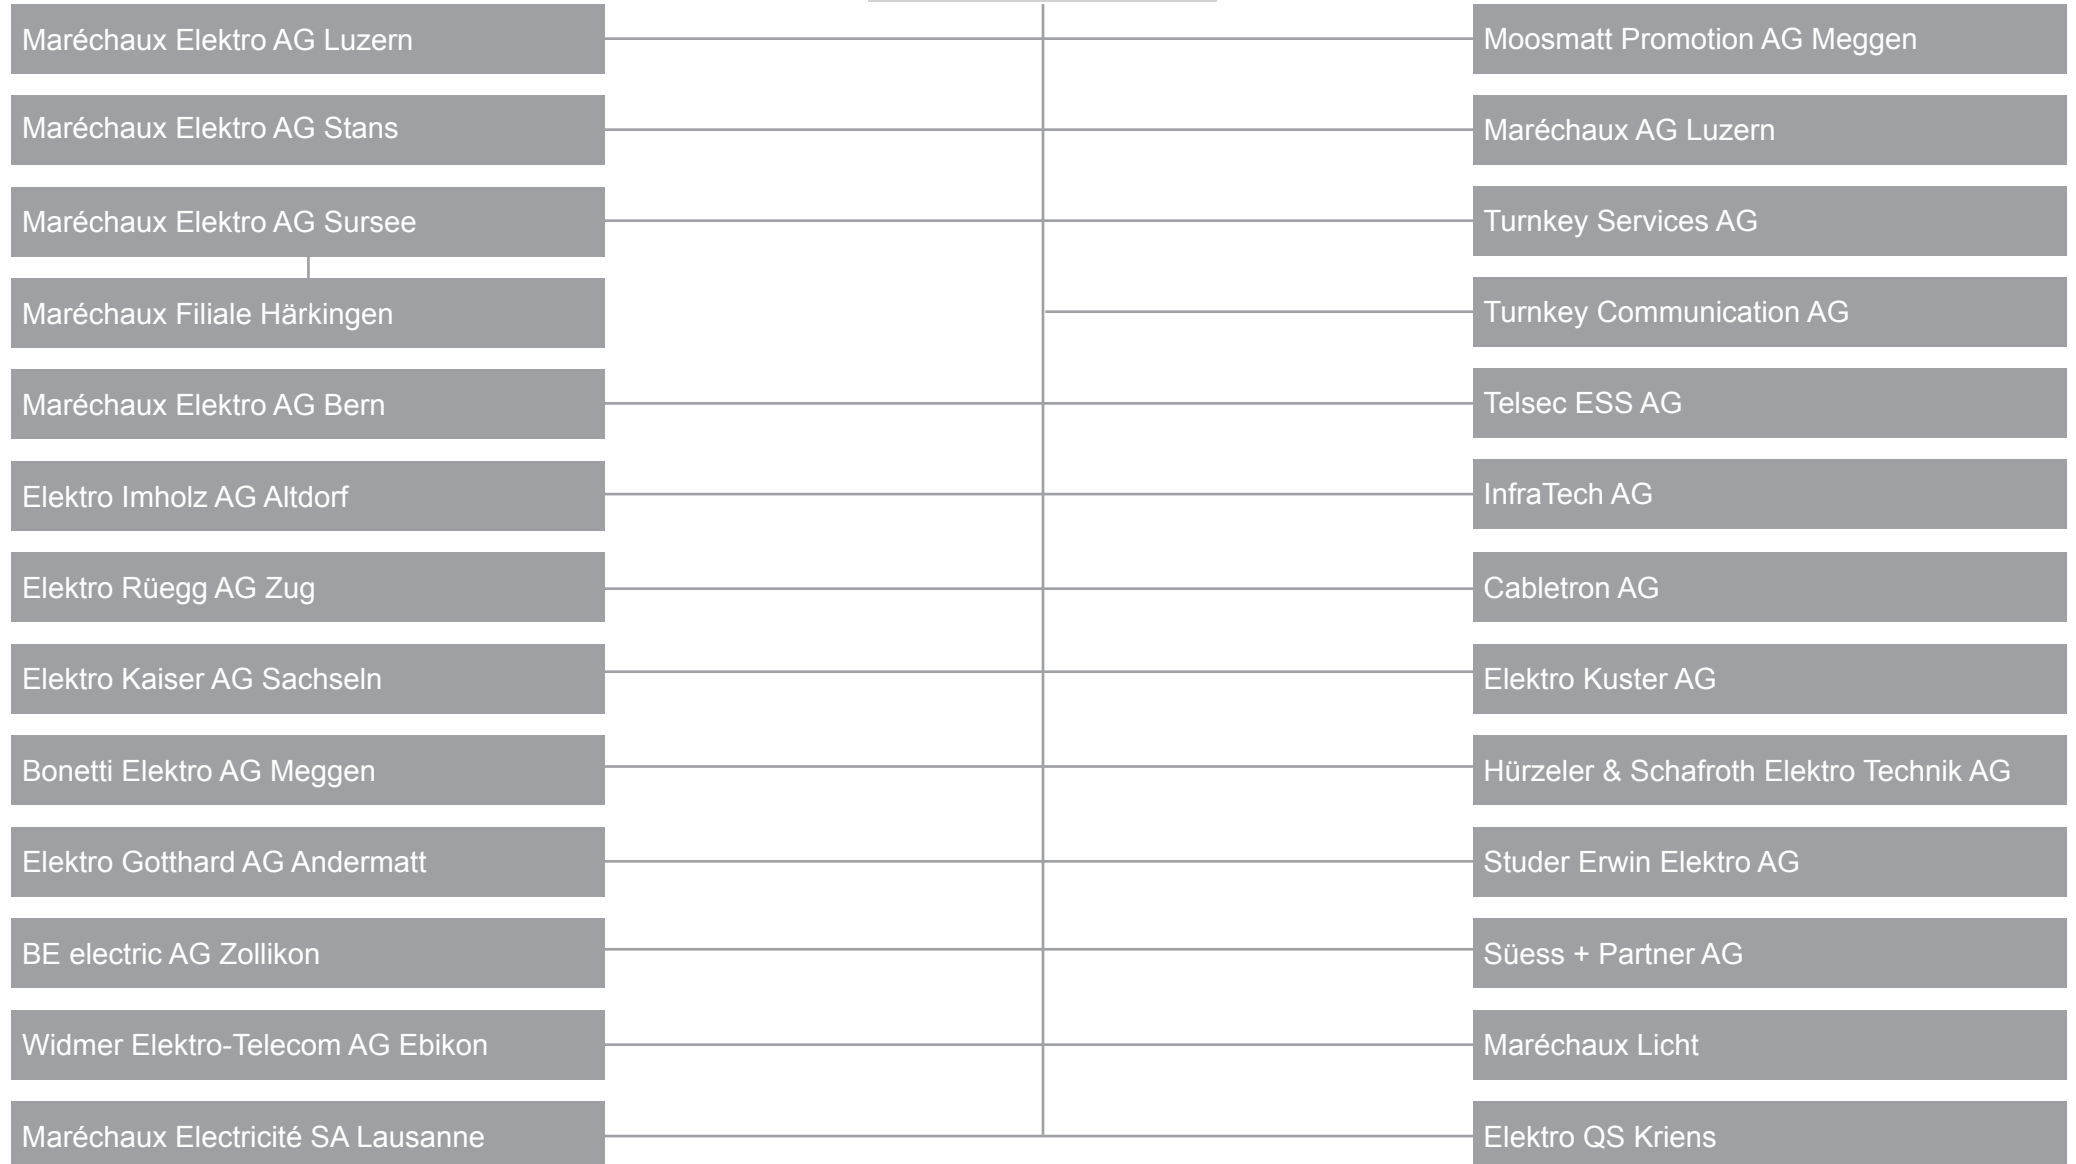 Maréchaux Elektro AG Luzern
Maréchaux Elektro AG Stans
Maréchaux Elektro AG Sursee
Maréchaux Filiale Härkingen
Maréchaux Elektro AG Bern
Elektro Imholz AG Altdorf
Elektro Rüegg AG Zug
Elektro Kaiser AG Sachseln
Bonetti Elektro AG Meggen
Elektro Gotthard AG Andermatt
BE electric AG Zollikon
Widmer Elektro-Telecom AG Ebikon
Maréchaux Electricité SA Lausanne
Moosmatt Promotion AG Meggen
Maréchaux AG Luzern
Turnkey Services AG
Turnkey Communication AG
Telsec ESS AG
InfraTech AG
Cabletron AG
Elektro Kuster AG
Hürzeler & Schafroth Elektro Technik AG
Studer Erwin Elektro AG
Süess + Partner AG
Maréchaux Licht
Elektro QS Kriens